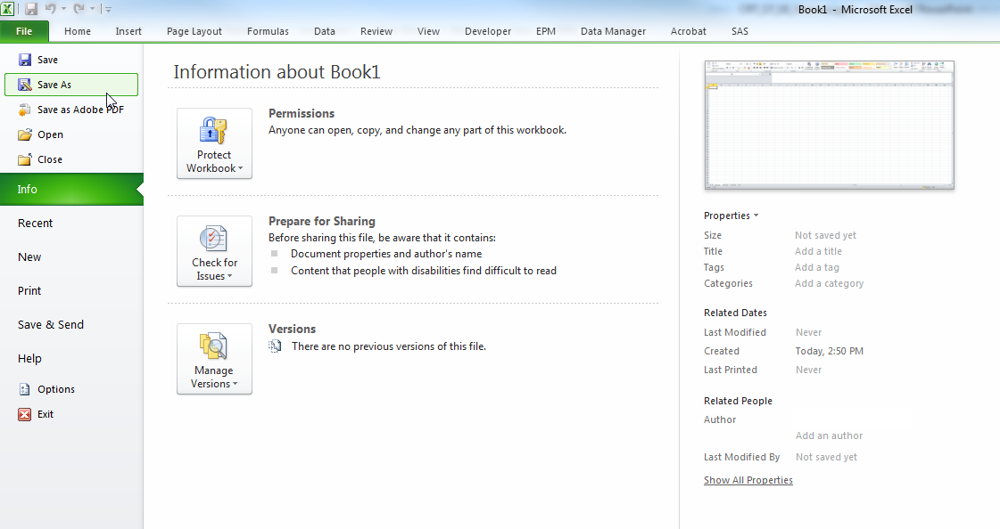 Book1 - Microsoft Excel
File Home Insert Page Layout Formulas Data Review View Developer EPM Data Manager Acrobat SAS
Save
Save As
Save as Adobe PDF
Open
Close
Info
Recent
New
Print
Save & Send
Help
Options
Exit
Information about Book1
Protect
Workbook
Permissions
Anyone can open, copy, and change any part of this workbook.
Check for
Issues
Prepare for Sharing
Before sharing this file, be aware that it contains:
Document properties and author's name
Content that people with disabilities find difficult to read
Manage
Versions
Versions
There are no previous versions of this file.
Properties
Size Not saved yet
Title Add a title
Tags Add a tag
Categories Add a category
Related Dates
Last Modified Never
Created Today, 2:50 PM
Last Printed Never
Related People
Author
Add an author
Last Modified By Not saved yet
Show All Properties